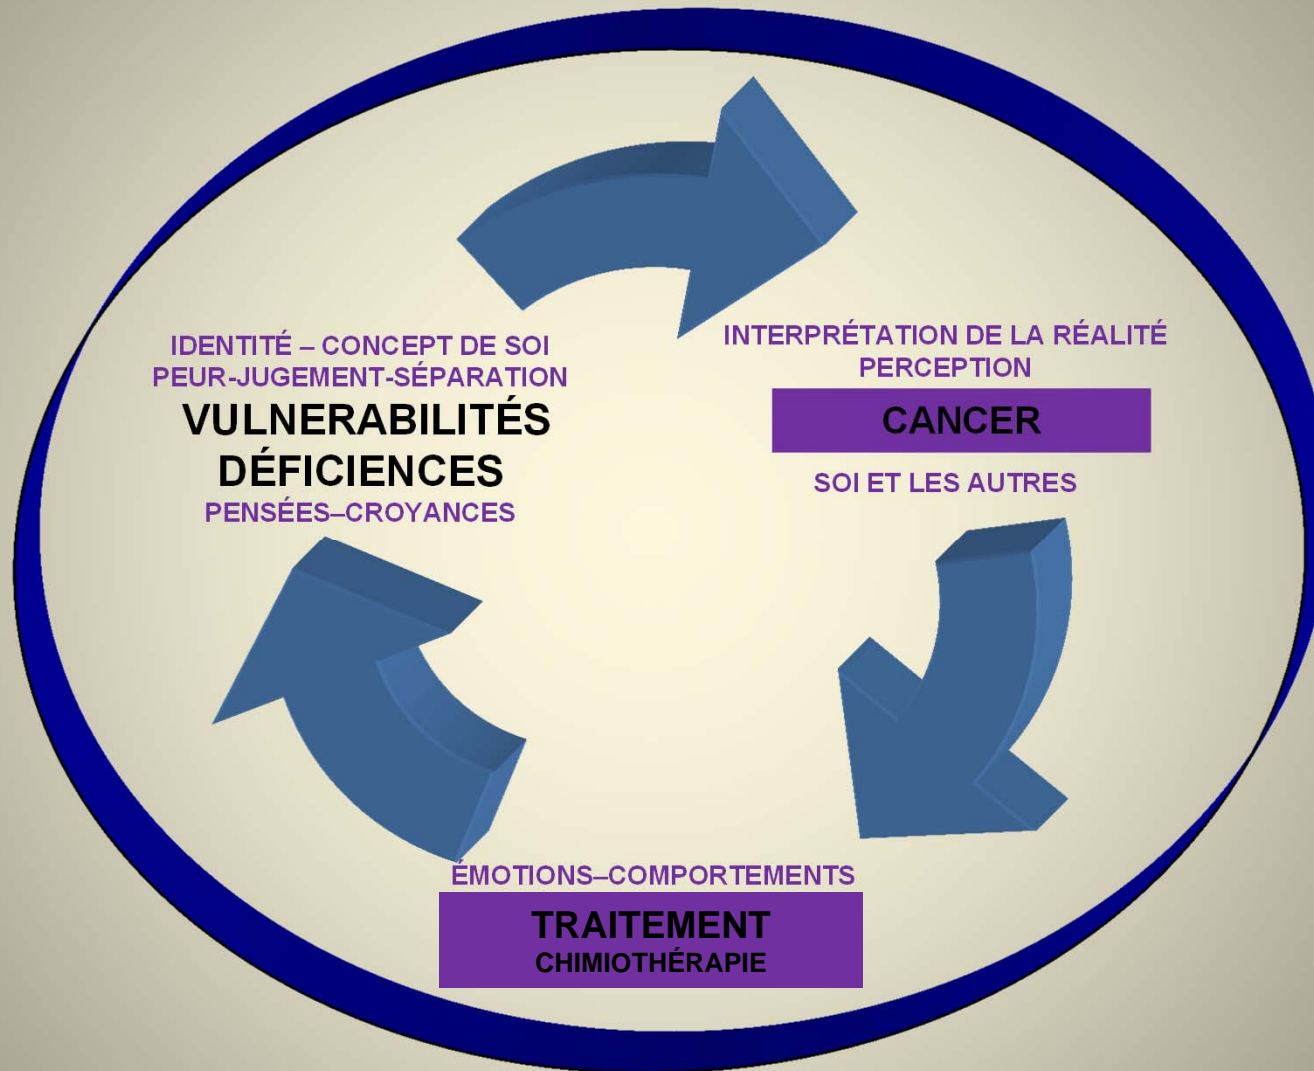 IDENTITÉ – CONCEPT DE SOI
PEUR-JUGEMENT-SÉPARATION
VULNERABILITÉS
DÉFICIENCES
PENSÉES–CROYANCES
INTERPRÉTATION DE LA RÉALITÉ
PERCEPTION
CANCER
SOI ET LES AUTRES
ÉMOTIONS–COMPORTEMENTS
TRAITEMENT
CHIMIOTHÉRAPIE